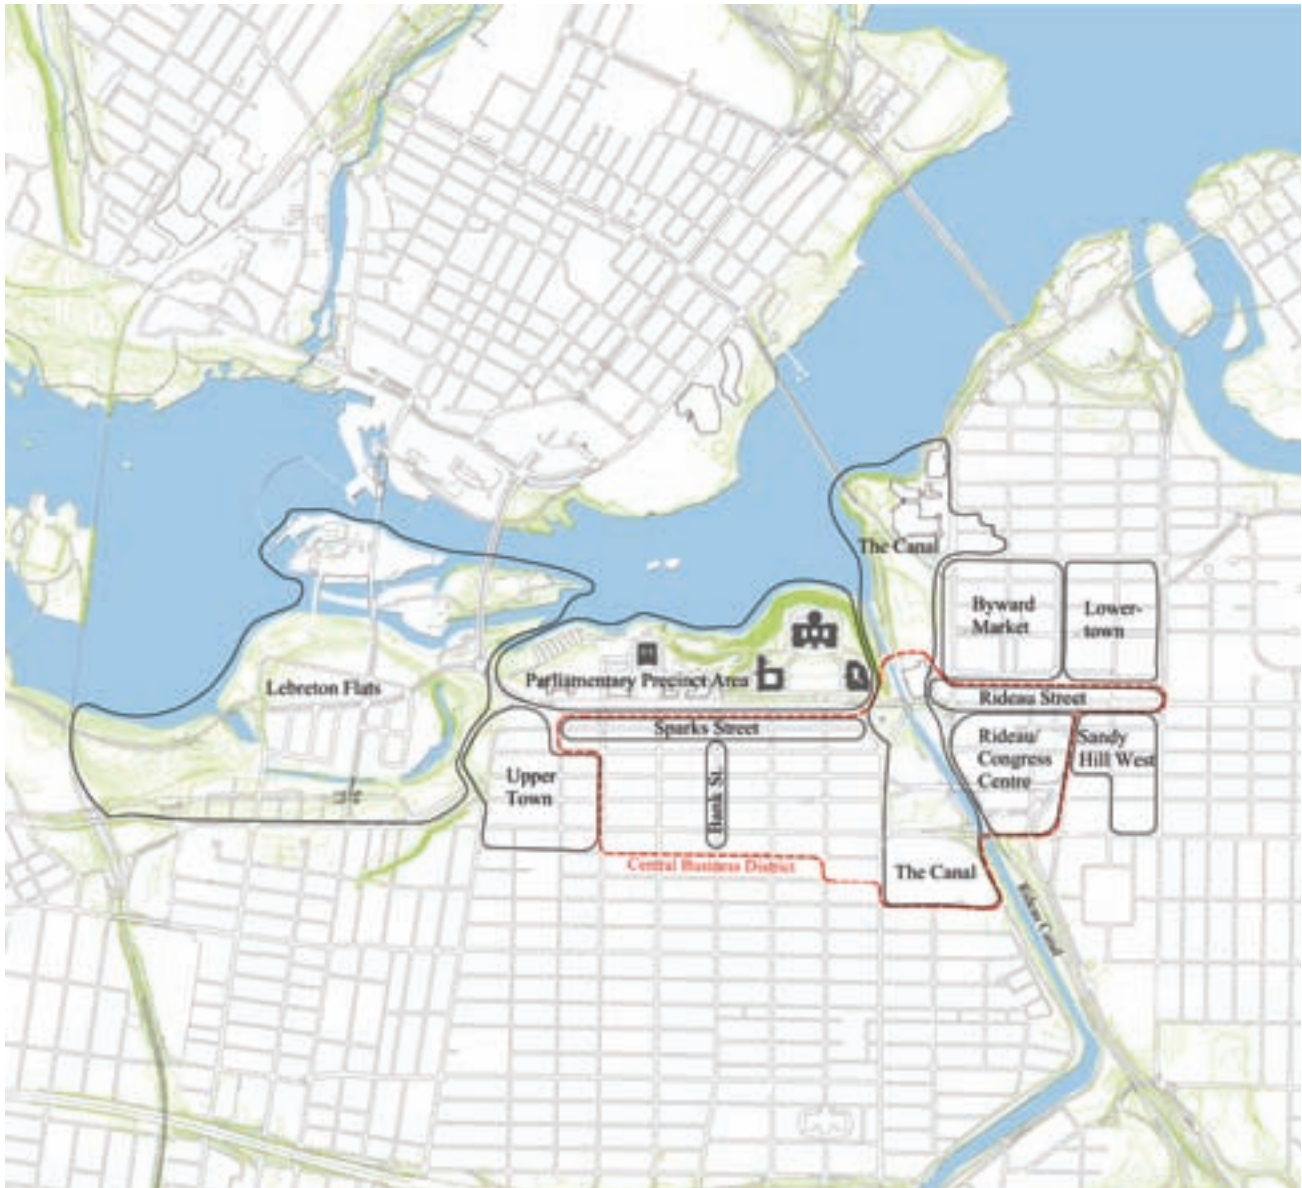 The Canal
Byward
Market
Lower-
town
Lebreton Flats
Parliamentary Precinct Area
Rideau Street
Sparks Street
Upper
Town
Bank St.
Rideau/
Congress
Centre
Sandy
Hill West
Central Business District
The Canal
Rideau Canal